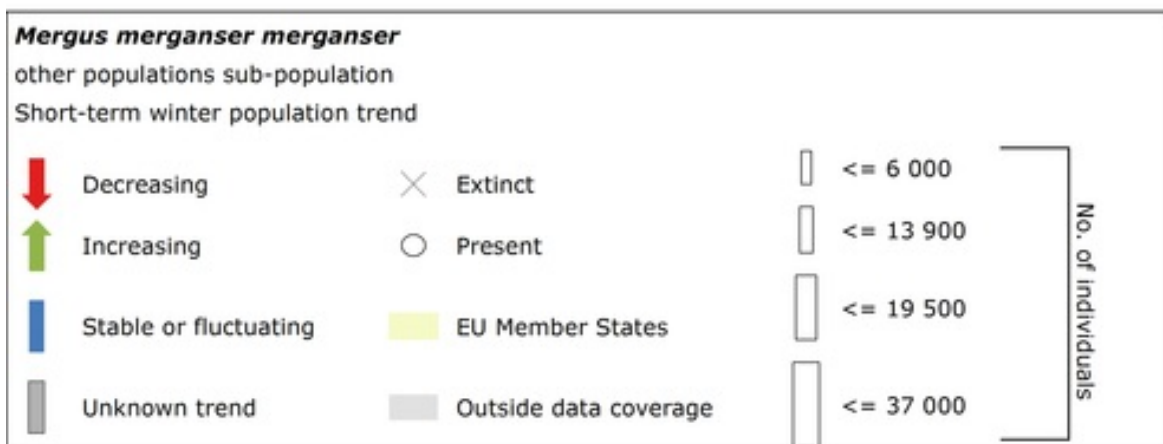 Mergus merganser merganser
other populations sub-population
Short-term winter population trend
Decreasing
Increasing
Stable or fluctuating
Unknown trend
Extinct
Present
EU Member States
Outside data coverage
<= 6 000
<= 13 900
<= 19 500
<= 37 000
No. of individuals